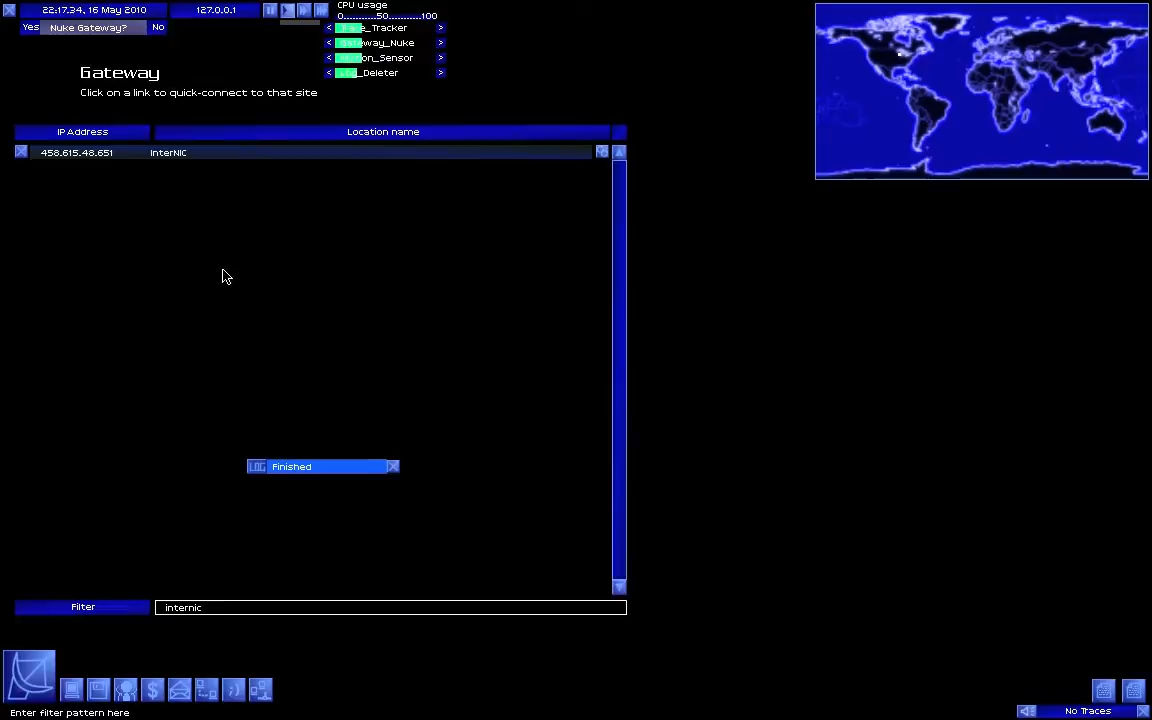 22:17.34, 16 May 2010
127.0.0.1
CPU usage
0..........50..........100
Yes
Nuke Gateway?
No
< _Tracker >
< way_Nuke >
< on_Sensor >
< _Deleter >
Gateway
Click on a link to quick-connect to that site
IP Address
Location name
458.615.48.651
InterNIC
LOG
Finished
Filter
internic
Enter filter pattern here
No Traces